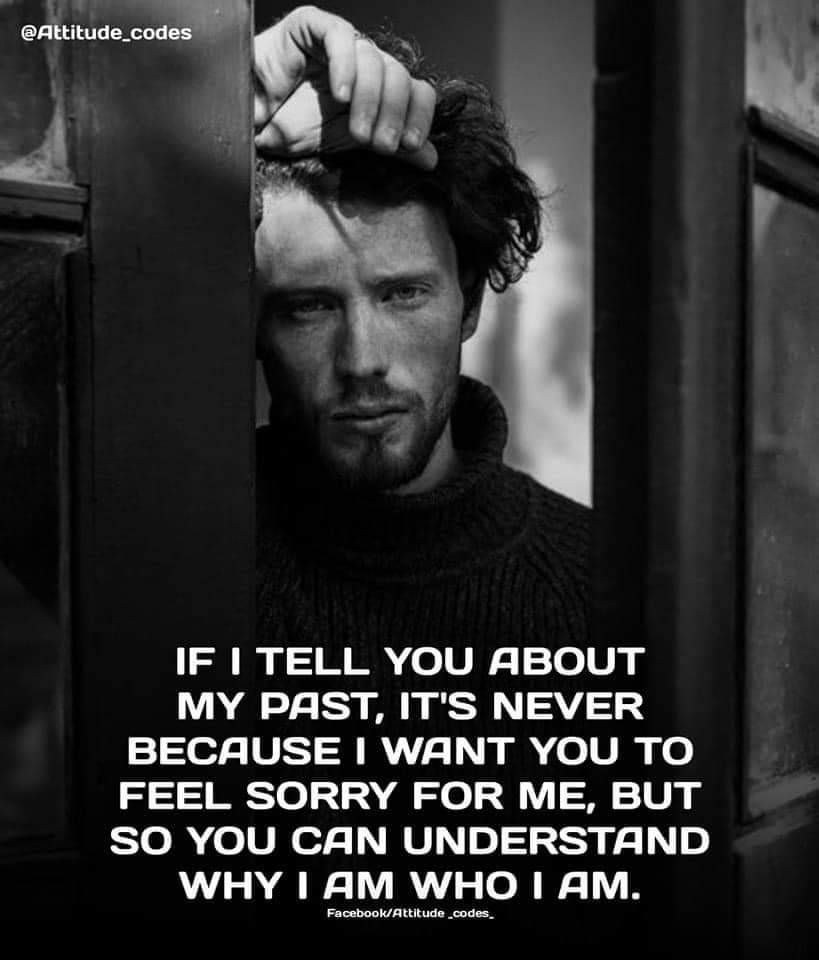 @Attitude_codes
IF I TELL YOU ABOUT
MY PAST, IT'S NEVER
BECAUSE I WANT YOU TO
FEEL SORRY FOR ME, BUT
SO YOU CAN UNDERSTAND
WHY I AM WHO I AM.
Facebook/Attitude _codes_